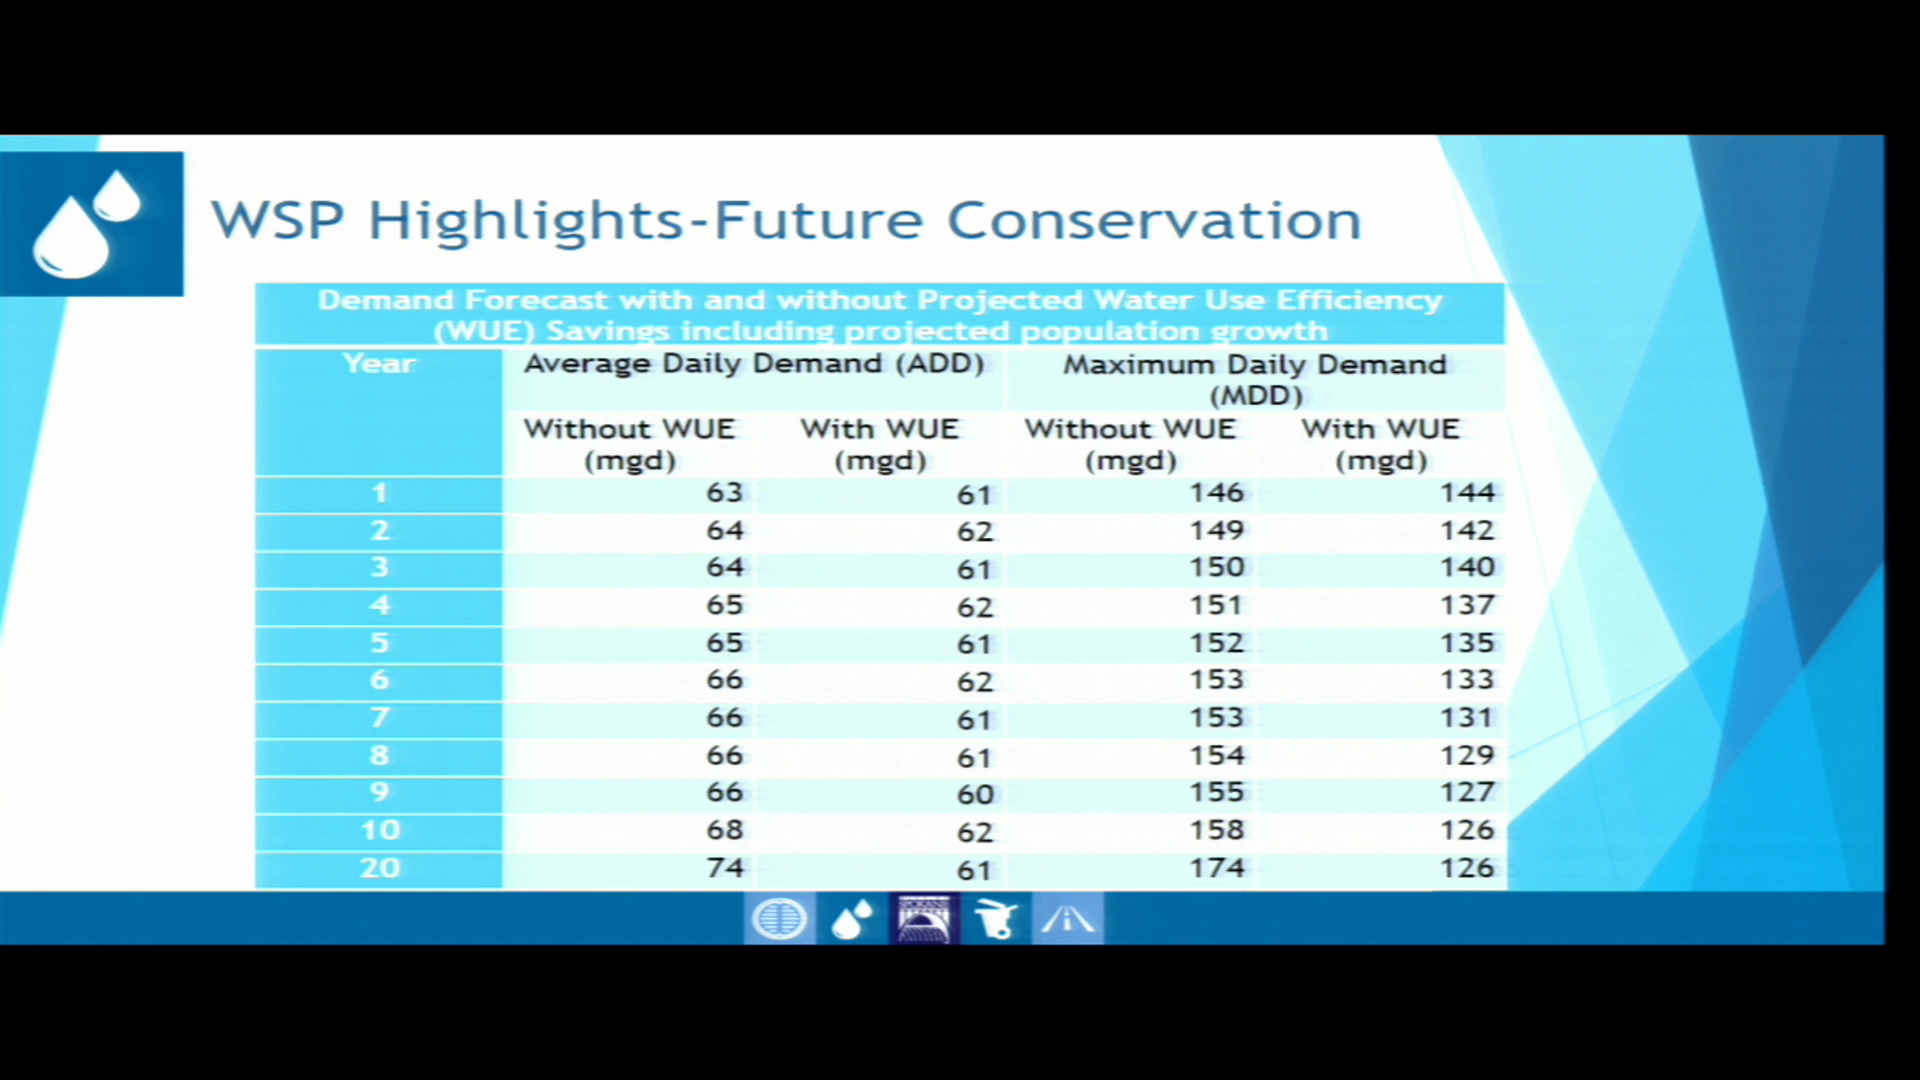 WSP Highlights-Future Conservation
Demand Forecast with and without Projected Water Use Efficiency
(WUE) Savings including projected population growth
Year Average Daily Demand (ADD) Maximum Daily Demand
(MDD)
Without WUE With WUE Without WUE With WUE
(mgd) (mgd) (mgd) (mgd)
1 63 61 146 144
2 64 62 149 142
3 64 61 150 140
4 65 62 151 137
5 65 61 152 135
6 66 62 153 133
7 66 61 153 131
8 66 61 154 129
9 66 60 155 127
10 68 62 158 126
20 74 61 174 126
SPOKANE